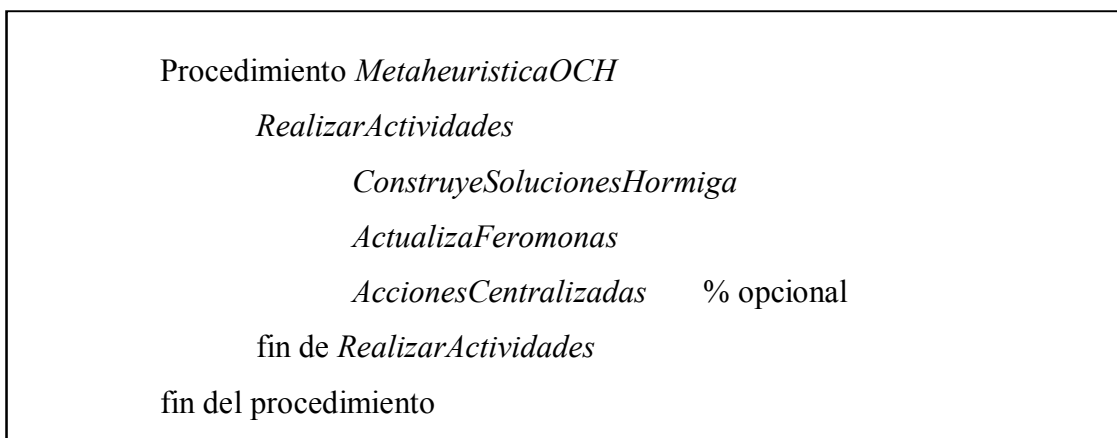 Procedimiento MetaheuristicaOCH
RealizarActividades
ConstruyeSolucionesHormiga
ActualizaFeromonas
AccionesCentralizadas % opcional
fin de RealizarActividades
fin del procedimiento